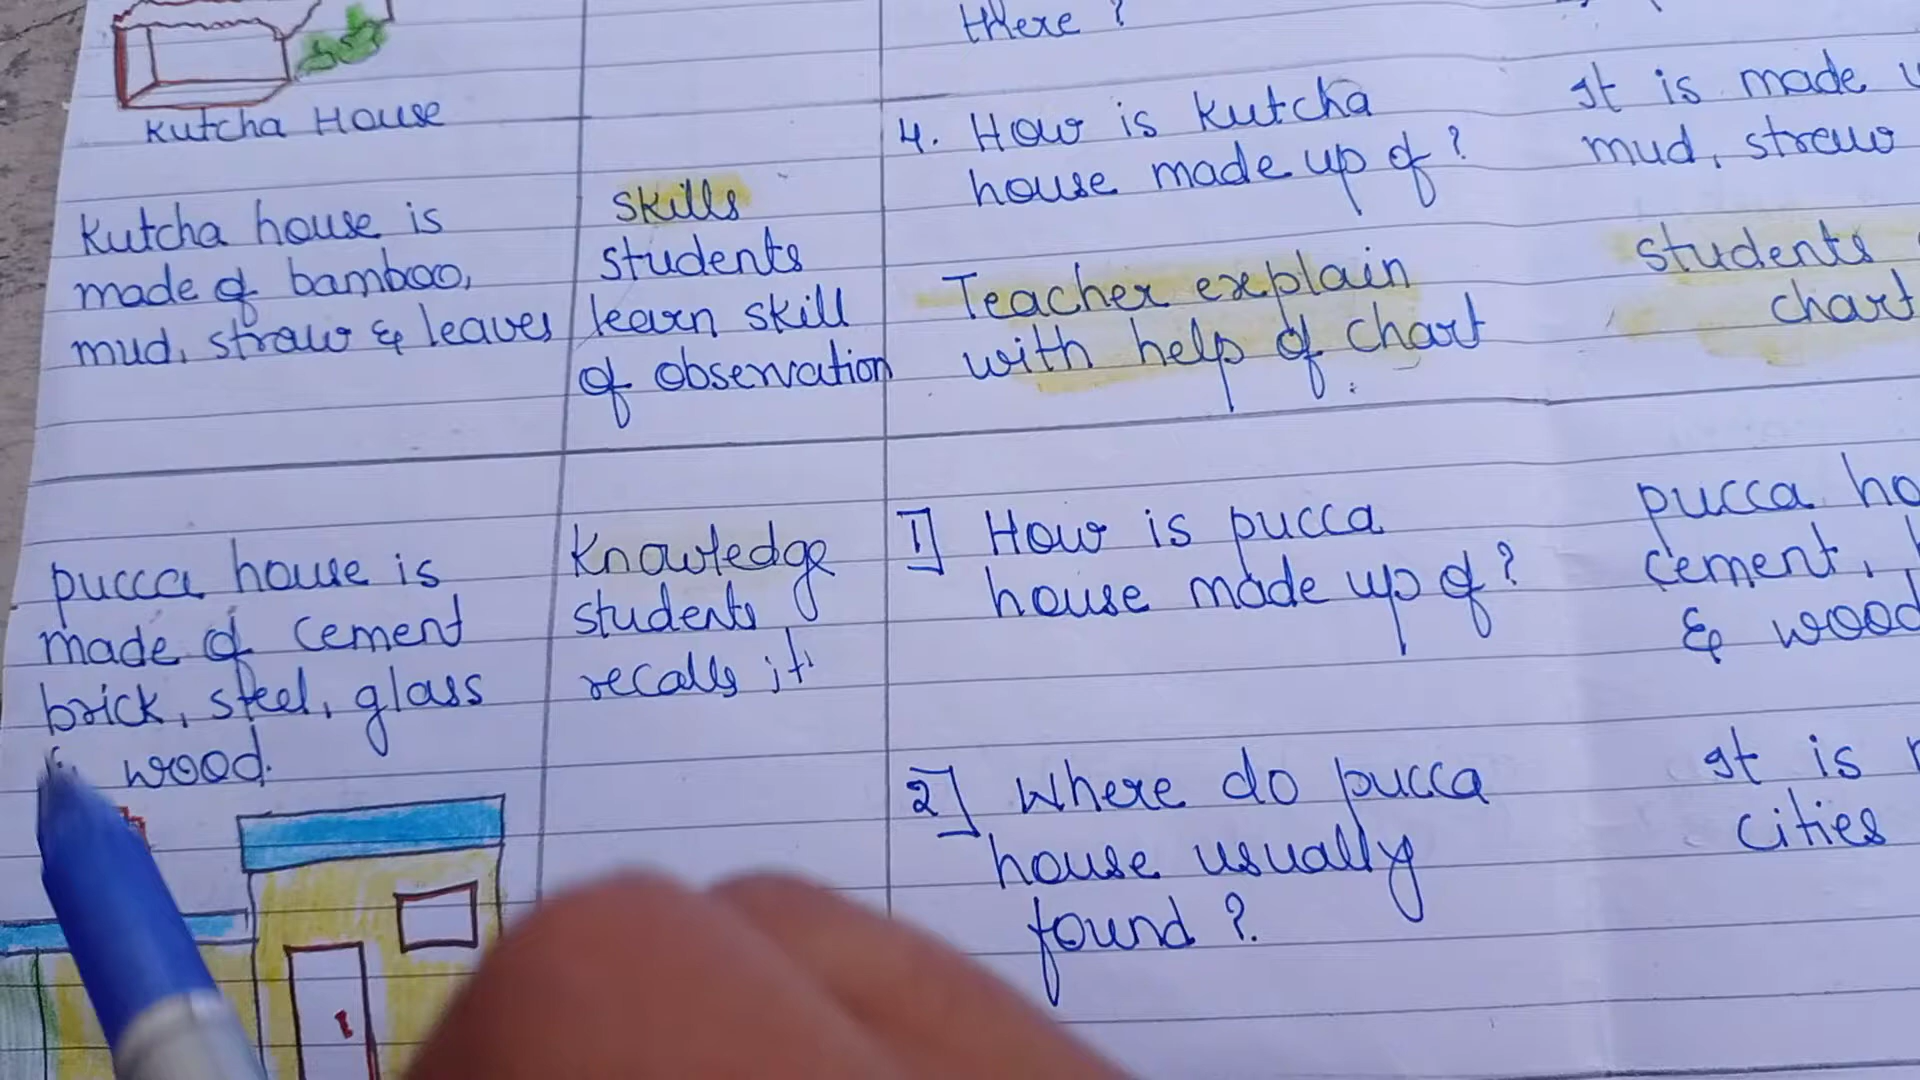 there ?
Kutcha House
Kutcha house is
made of bamboo,
mud, straw & leaves
skills
students
learn skill
of observation
4. How is kutcha
house made up of ?
Teacher explain
with help of chart
It is made
mud, straw
students
chart
pucca house is
made of cement
brick, steel, glass
wood.
Knowledge
students
recalls it
1] How is pucca
house made up of ?
2] Where do pucca
house usually
found ?
pucca ho
cement,
& wood
It is
cities